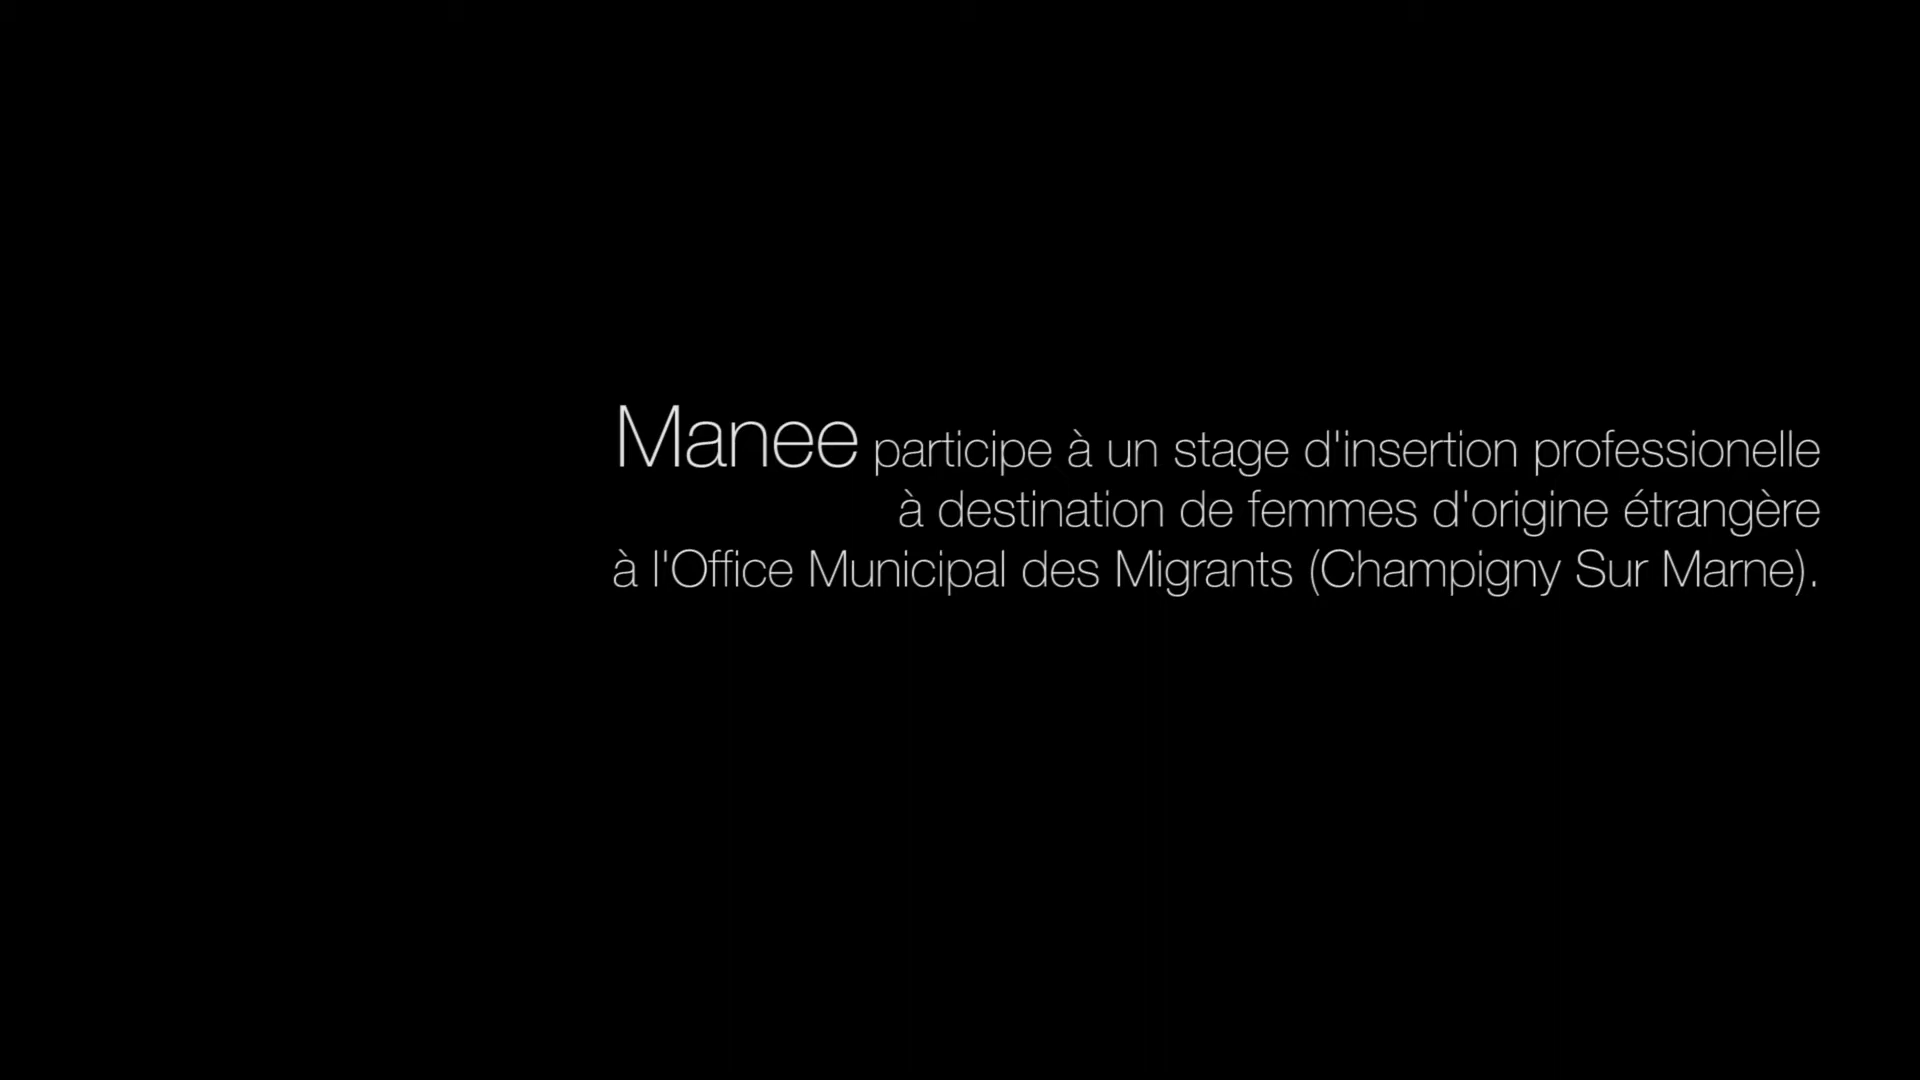 Manee participe à un stage d'insertion professionelle
à destination de femmes d'origine étrangère
à l'Office Municipal des Migrants (Champigny Sur Marne).